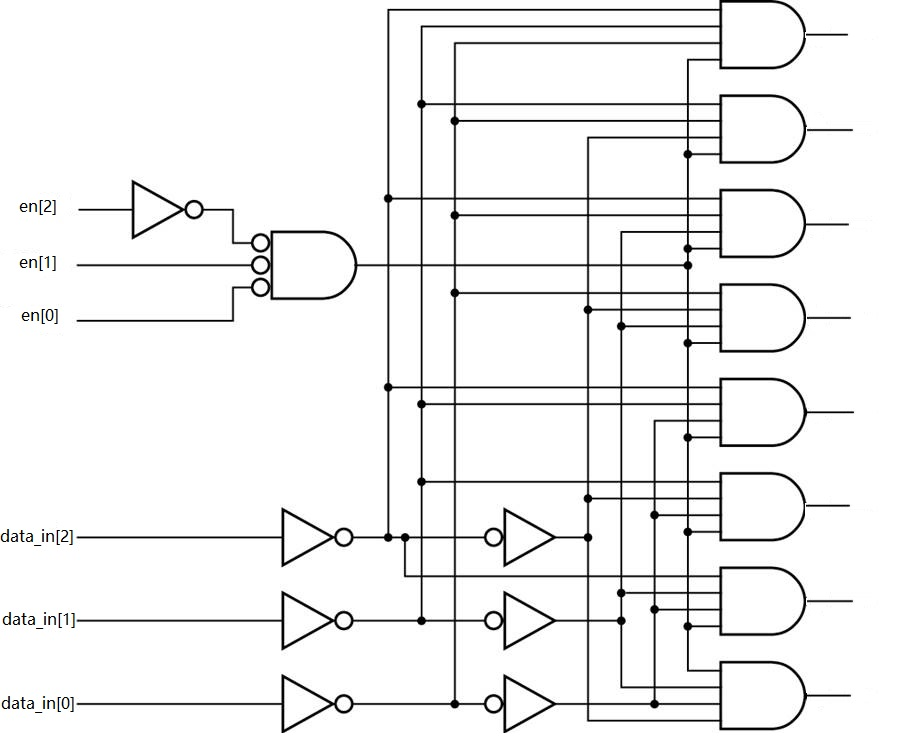 en[2]
en[1]
en[0]
data_in[2]
data_in[1]
data_in[0]